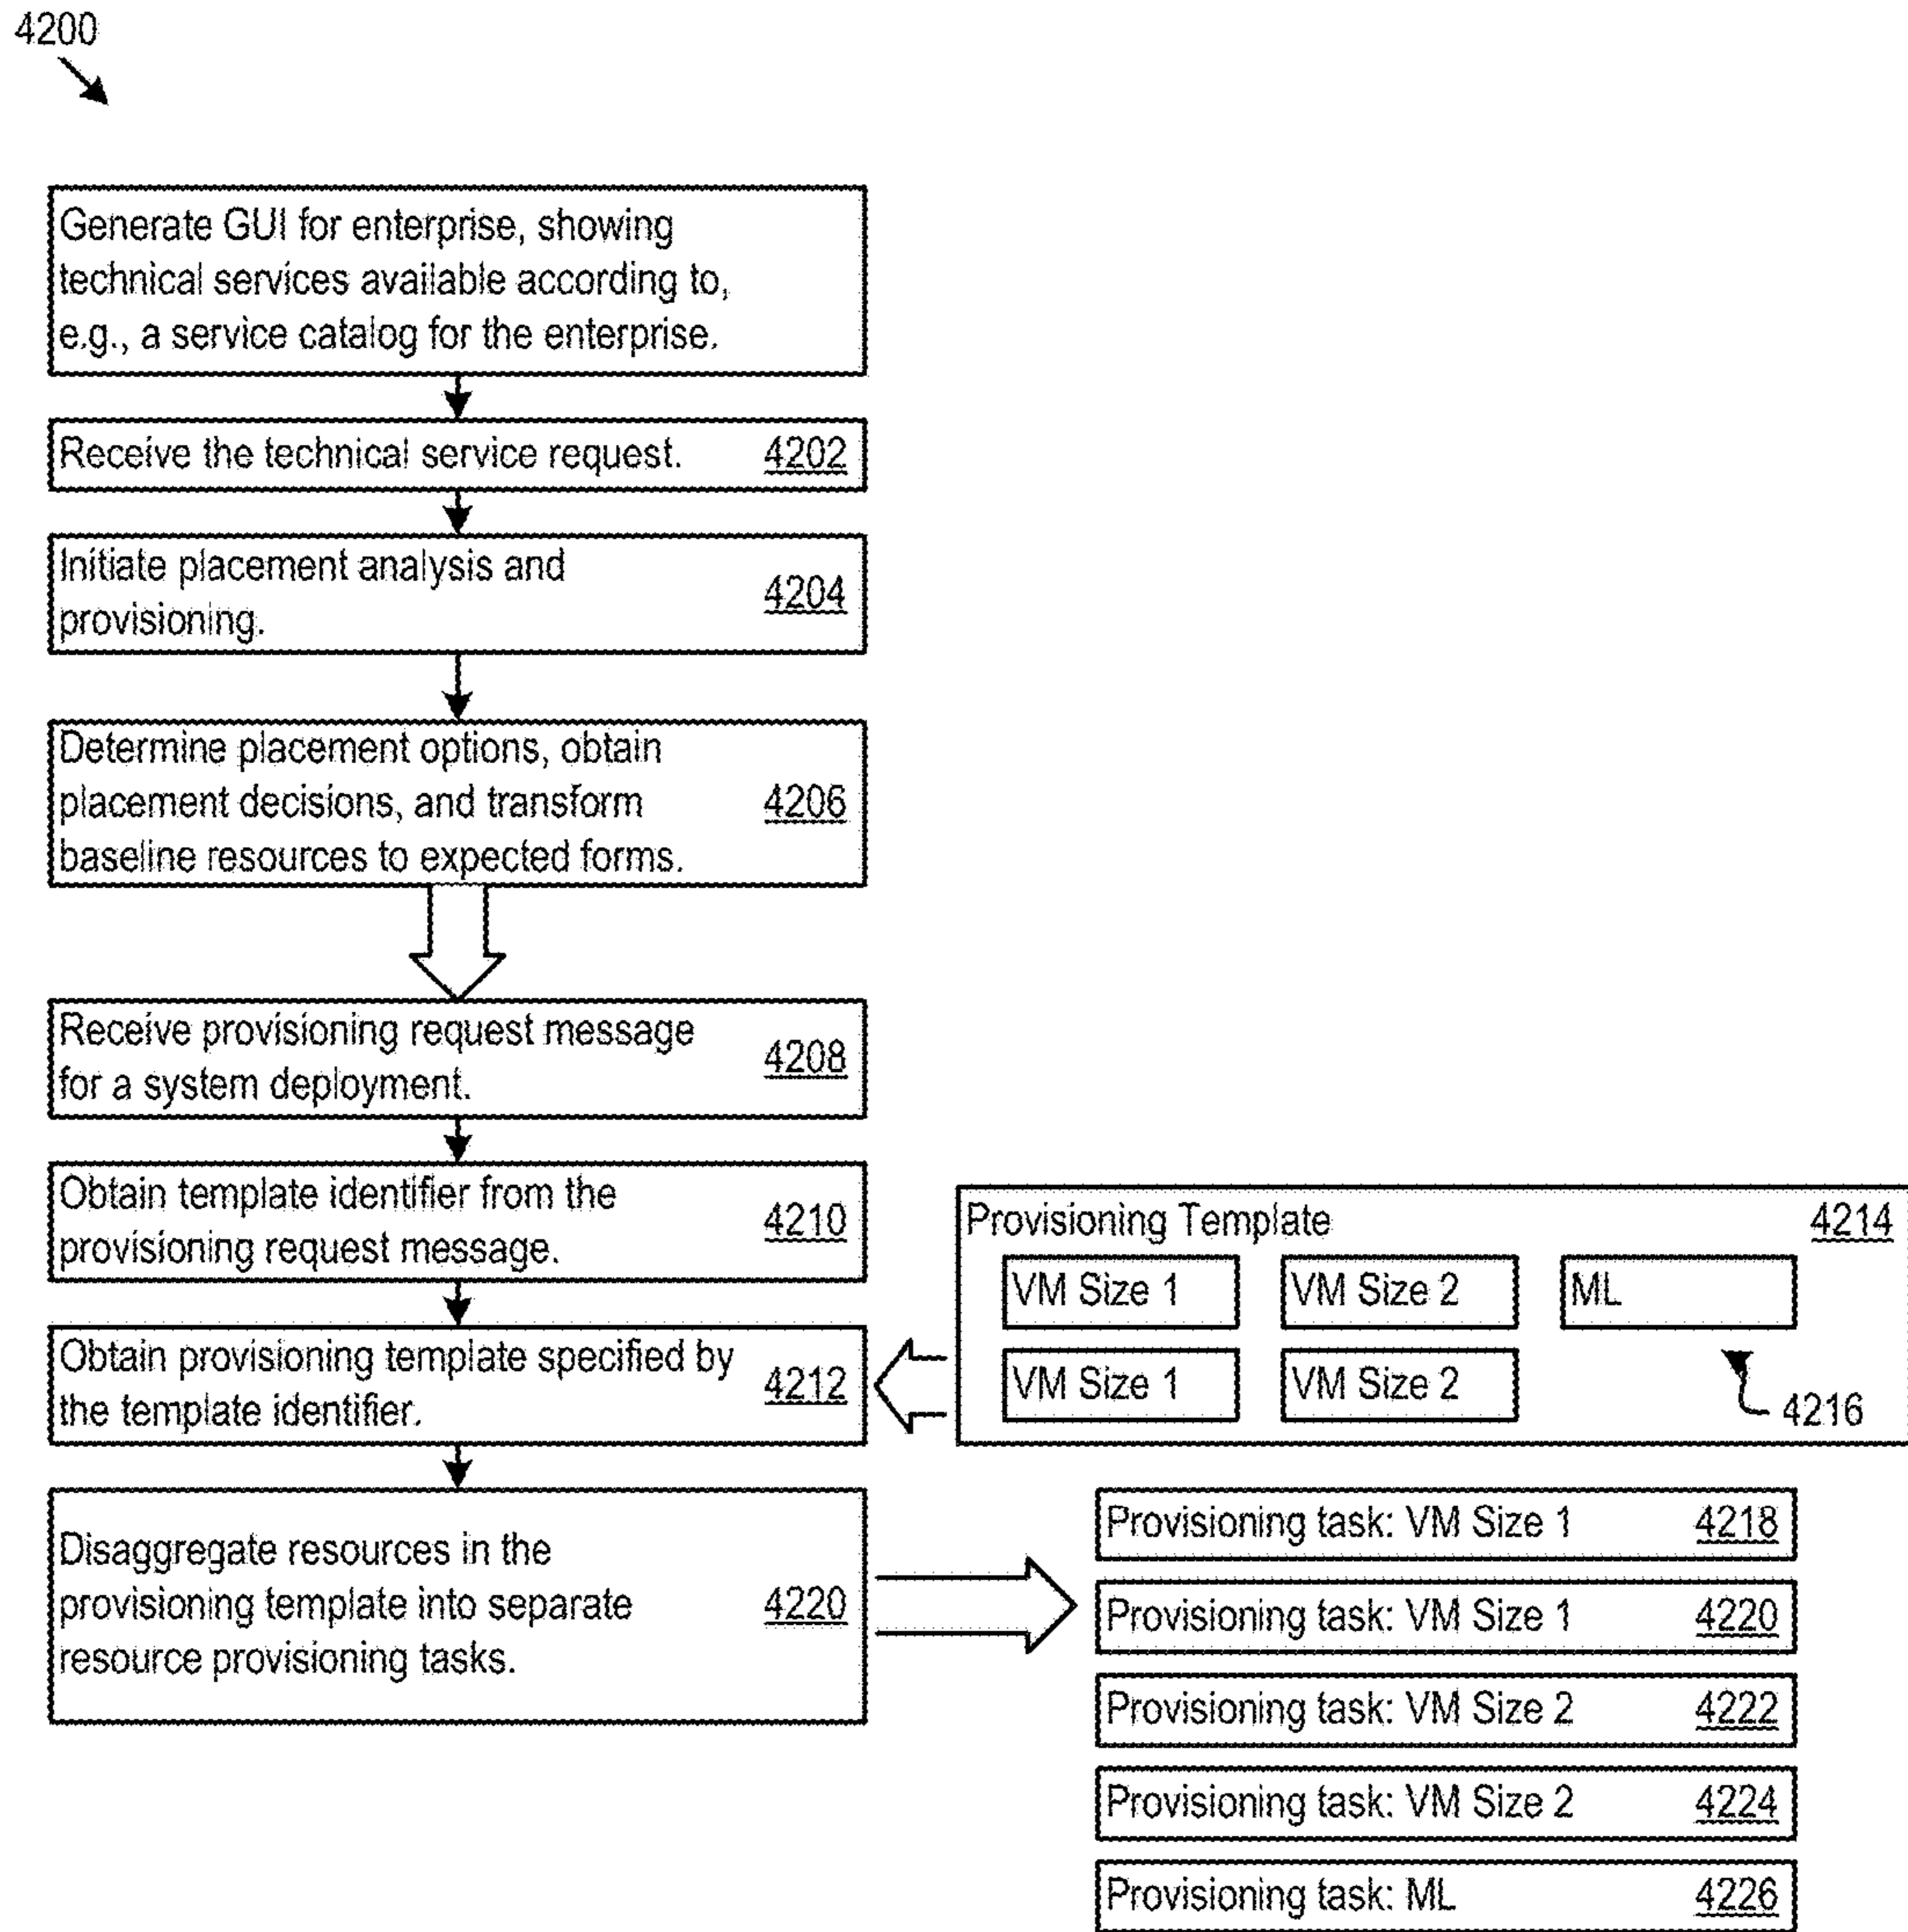 4200
Generate GUI for enterprise, showing
technical services available according to,
e.g., a service catalog for the enterprise.
Receive the technical service request. 4202
Initiate placement analysis and
provisioning.
4204
Determine placement options, obtain
placement decisions, and transform
baseline resources to expected forms.
4206
Receive provisioning request message
for a system deployment.
4208
Obtain template identifier from the
provisioning request message.
4210
Obtain provisioning template specified by
the template identifier.
4212
Provisioning Template 4214
VM Size 1 VM Size 2 ML
VM Size 1 VM Size 2
4216
Disaggregate resources in the
provisioning template into separate
resource provisioning tasks.
4220
Provisioning task: VM Size 1 4218
Provisioning task: VM Size 1 4220
Provisioning task: VM Size 2 4222
Provisioning task: VM Size 2 4224
Provisioning task: ML 4226